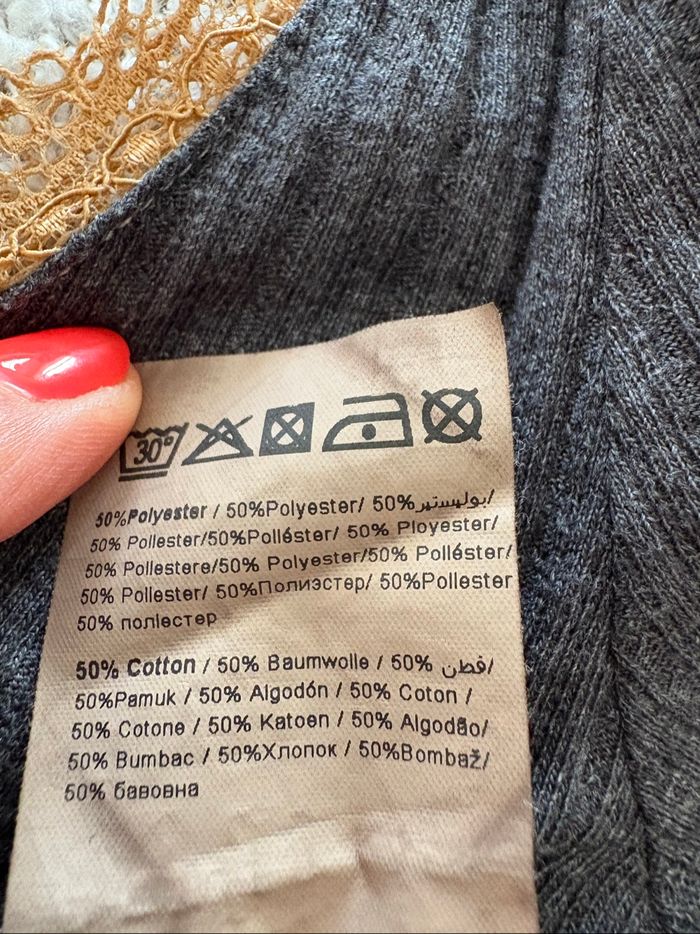 30°
50%Polyester / 50%Polyester/ 50%بوليستير/
50% Pollester/50%Polléster/ 50% Ployester/
50% Pollestere/50% Polyester/50% Polléster/
50% Pollester/ 50%Полиэстер/ 50%Pollester
50% поліестер
50% Cotton / 50% Baumwolle / 50% قطن/
50%Pamuk / 50% Algodón / 50% Coton /
50% Cotone / 50% Katoen / 50% Algodão/
50% Bumbac / 50%Хлопок / 50%Bombaž/
50% бавовна